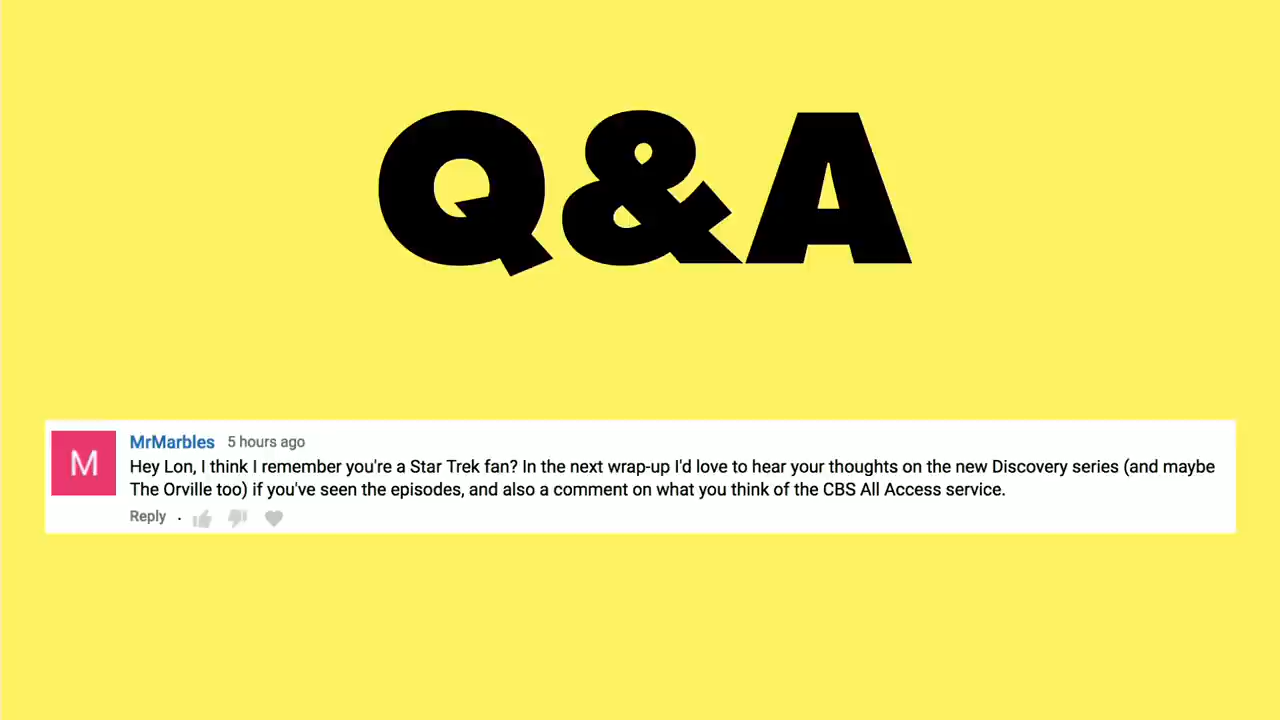 Q&A
M
MrMarbles 5 hours ago
Hey Lon, I think I remember you're a Star Trek fan? In the next wrap-up I'd love to hear your thoughts on the new Discovery series (and maybe
The Orville too) if you've seen the episodes, and also a comment on what you think of the CBS All Access service.
Reply ·